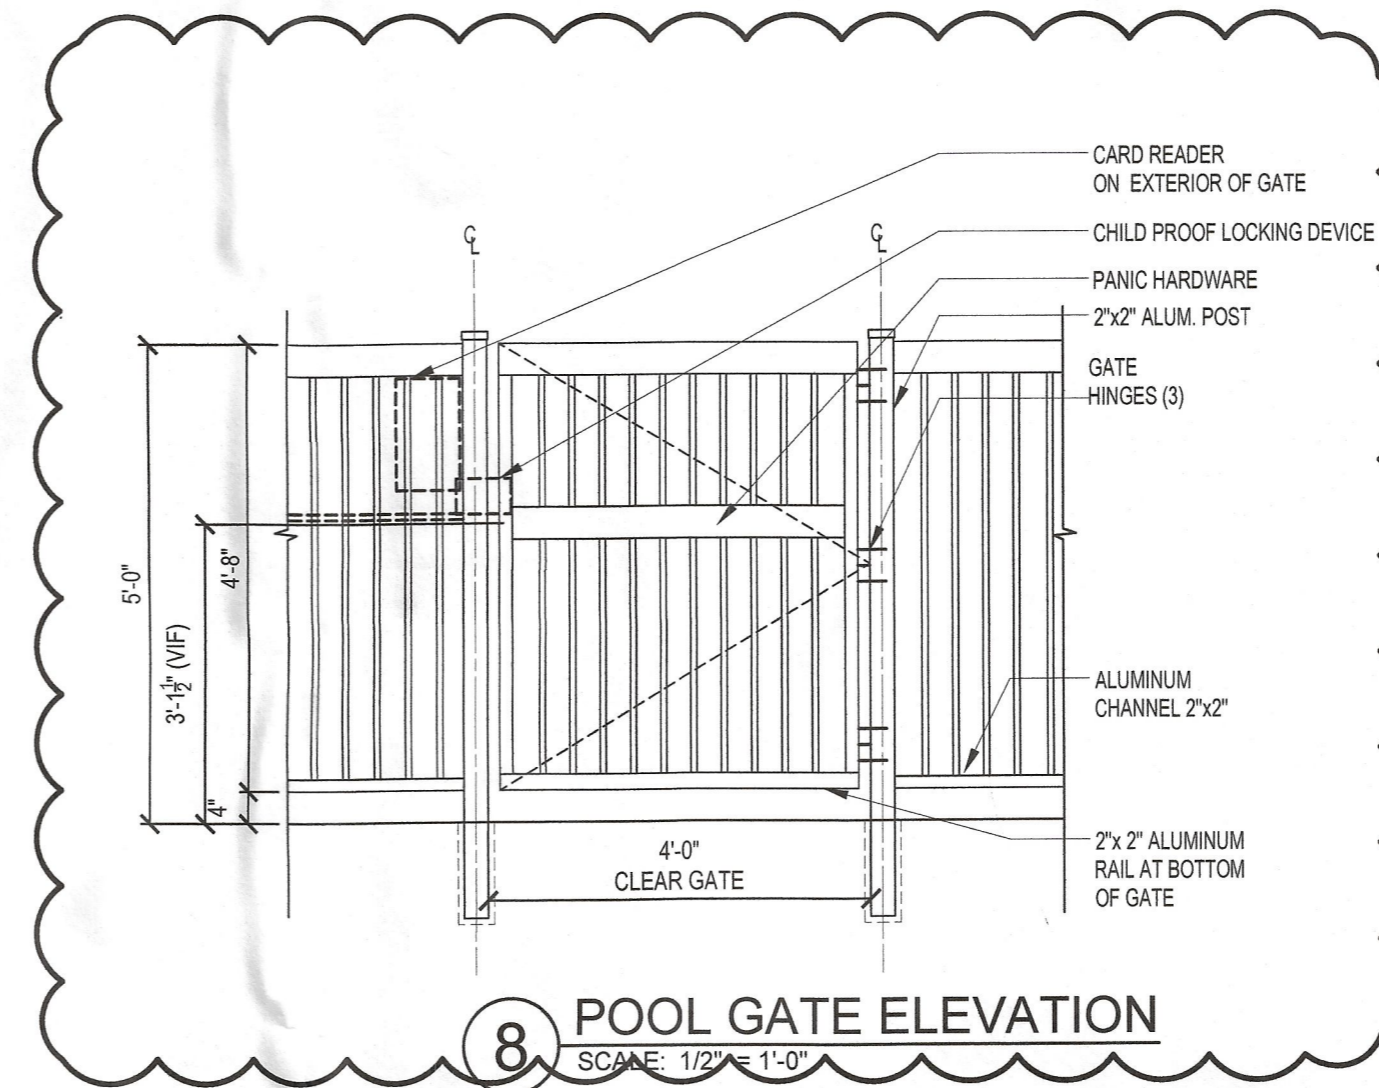 CARD READER
ON EXTERIOR OF GATE
℄
℄
CHILD PROOF LOCKING DEVICE
PANIC HARDWARE
2"x2" ALUM. POST
GATE
HINGES (3)
5'-0"
4'-8"
3'-1½" (VIF)
4"
ALUMINUM
CHANNEL 2"x2"
2"x 2" ALUMINUM
RAIL AT BOTTOM
OF GATE
4'-0"
CLEAR GATE
8
POOL GATE ELEVATION
SCALE: 1/2" = 1'-0"